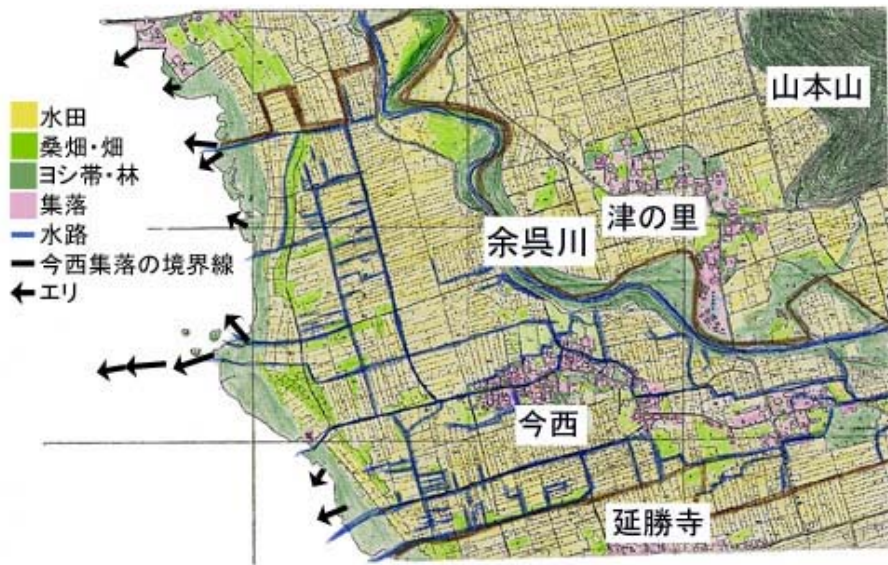 水田
桑畑・畑
ヨシ帯・林
集落
水路
今西集落の境界線
エリ
山本山
津の里
余呉川
今西
延勝寺